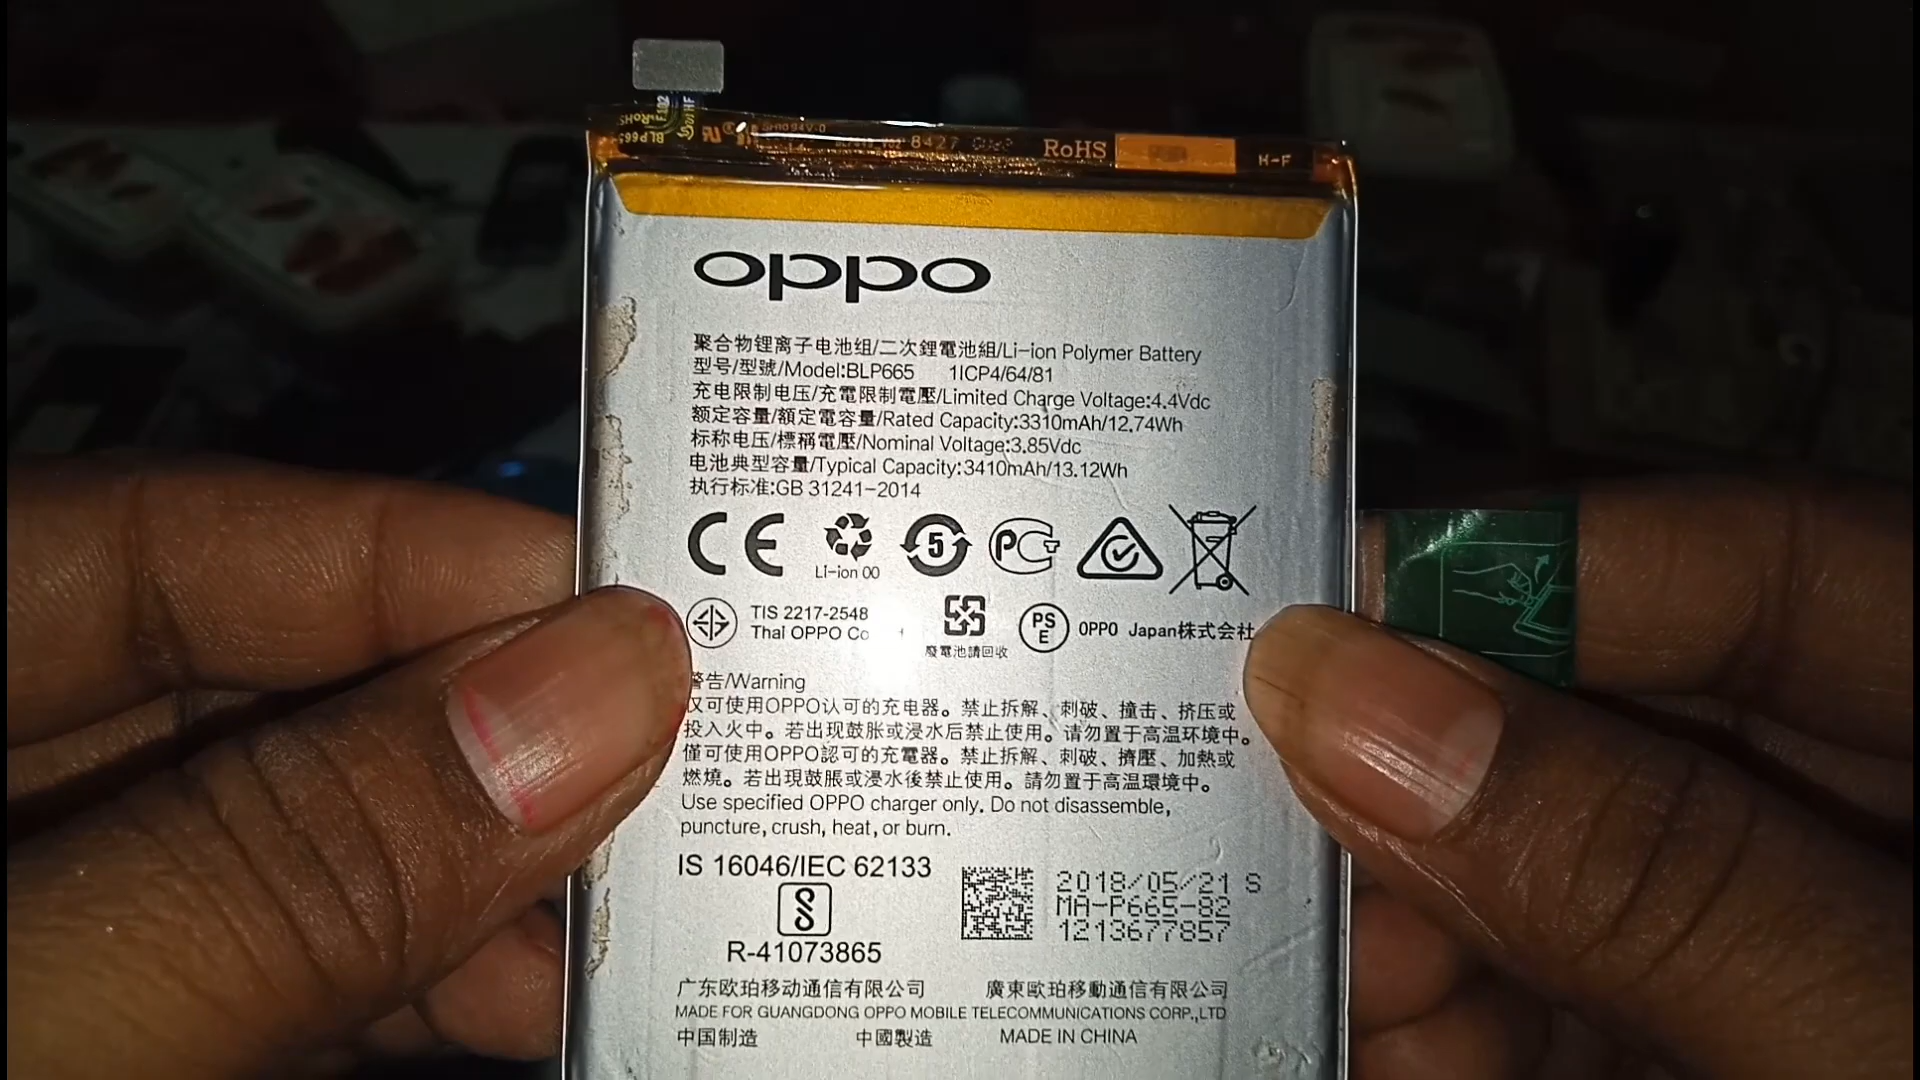 BLP665
RoHS
8427
RoHS
H-F
oppo
聚合物锂离子电池组/二次鋰電池組/Li-ion Polymer Battery
型号/型號/Model:BLP665 1ICP4/64/81
充电限制电压/充電限制電壓/Limited Charge Voltage:4.4Vdc
额定容量/額定電容量/Rated Capacity:3310mAh/12.74Wh
标称电压/標稱電壓/Nominal Voltage:3.85Vdc
电池典型容量/Typical Capacity:3410mAh/13.12Wh
执行标准:GB 31241-2014
CE
Li-ion 00
5
TIS 2217-2548
Thai OPPO Co
廢電池請回收
PS
E
OPPO Japan株式会社
警告/Warning
仅可使用OPPO认可的充电器。禁止拆解、刺破、撞击、挤压或
投入火中。若出现鼓胀或浸水后禁止使用。请勿置于高温环境中。
僅可使用OPPO認可的充電器。禁止拆解、刺破、擠壓、加熱或
燃燒。若出現鼓脹或浸水後禁止使用。請勿置于高温環境中。
Use specified OPPO charger only. Do not disassemble,
puncture, crush, heat, or burn.
IS 16046/IEC 62133
R-41073865
2018/05/21 S
MA-P665-82
1213677857
广东欧珀移动通信有限公司 廣東歐珀移動通信有限公司
MADE FOR GUANGDONG OPPO MOBILE TELECOMMUNICATIONS CORP.,LTD
中国制造 中國製造 MADE IN CHINA